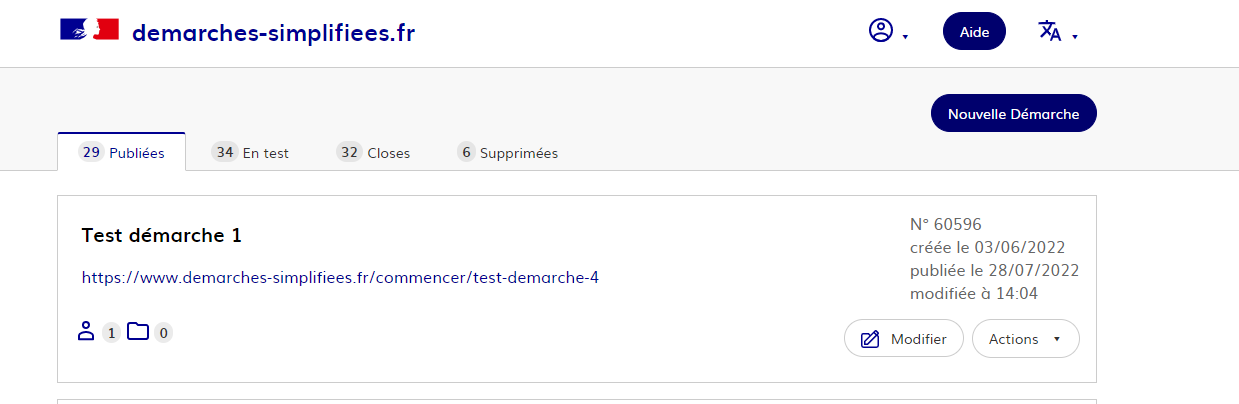 demarches-simplifiees.fr
Aide
Nouvelle Démarche
29 Publiées 34 En test 32 Closes 6 Supprimées
Test démarche 1
https://www.demarches-simplifiees.fr/commencer/test-demarche-4
N° 60596
créée le 03/06/2022
publiée le 28/07/2022
modifiée à 14:04
1 0
Modifier Actions